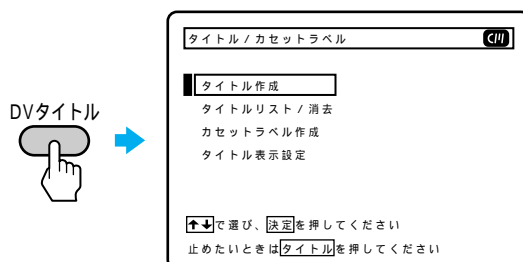 DVタイトル
タイトル/カセットラベル
CM
タイトル作成
タイトルリスト/消去
カセットラベル作成
タイトル表示設定
↑↓で選び、決定を押してください
止めたいときはタイトルを押してください